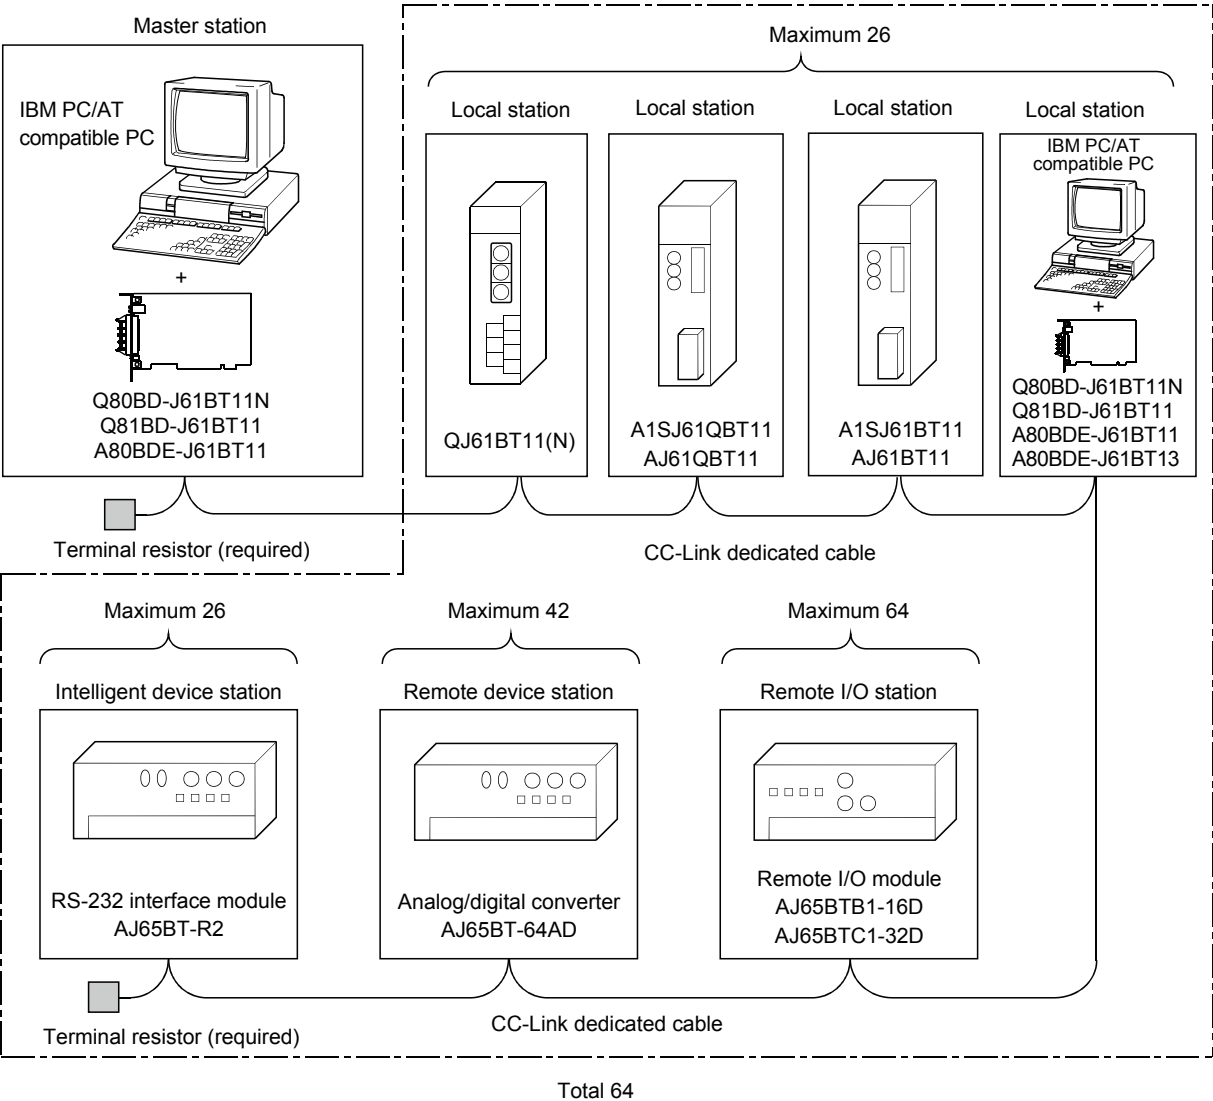 Master station
IBM PC/AT
compatible PC
+
Q80BD-J61BT11N
Q81BD-J61BT11
A80BDE-J61BT11
Terminal resistor (required)
Maximum 26
Local station
QJ61BT11(N)
Local station
A1SJ61QBT11
AJ61QBT11
Local station
A1SJ61BT11
AJ61BT11
Local station
IBM PC/AT
compatible PC
+
Q80BD-J61BT11N
Q81BD-J61BT11
A80BDE-J61BT11
A80BDE-J61BT13
CC-Link dedicated cable
Maximum 26
Intelligent device station
RS-232 interface module
AJ65BT-R2
Maximum 42
Remote device station
Analog/digital converter
AJ65BT-64AD
Maximum 64
Remote I/O station
Remote I/O module
AJ65BTB1-16D
AJ65BTC1-32D
Terminal resistor (required)
CC-Link dedicated cable
Total 64